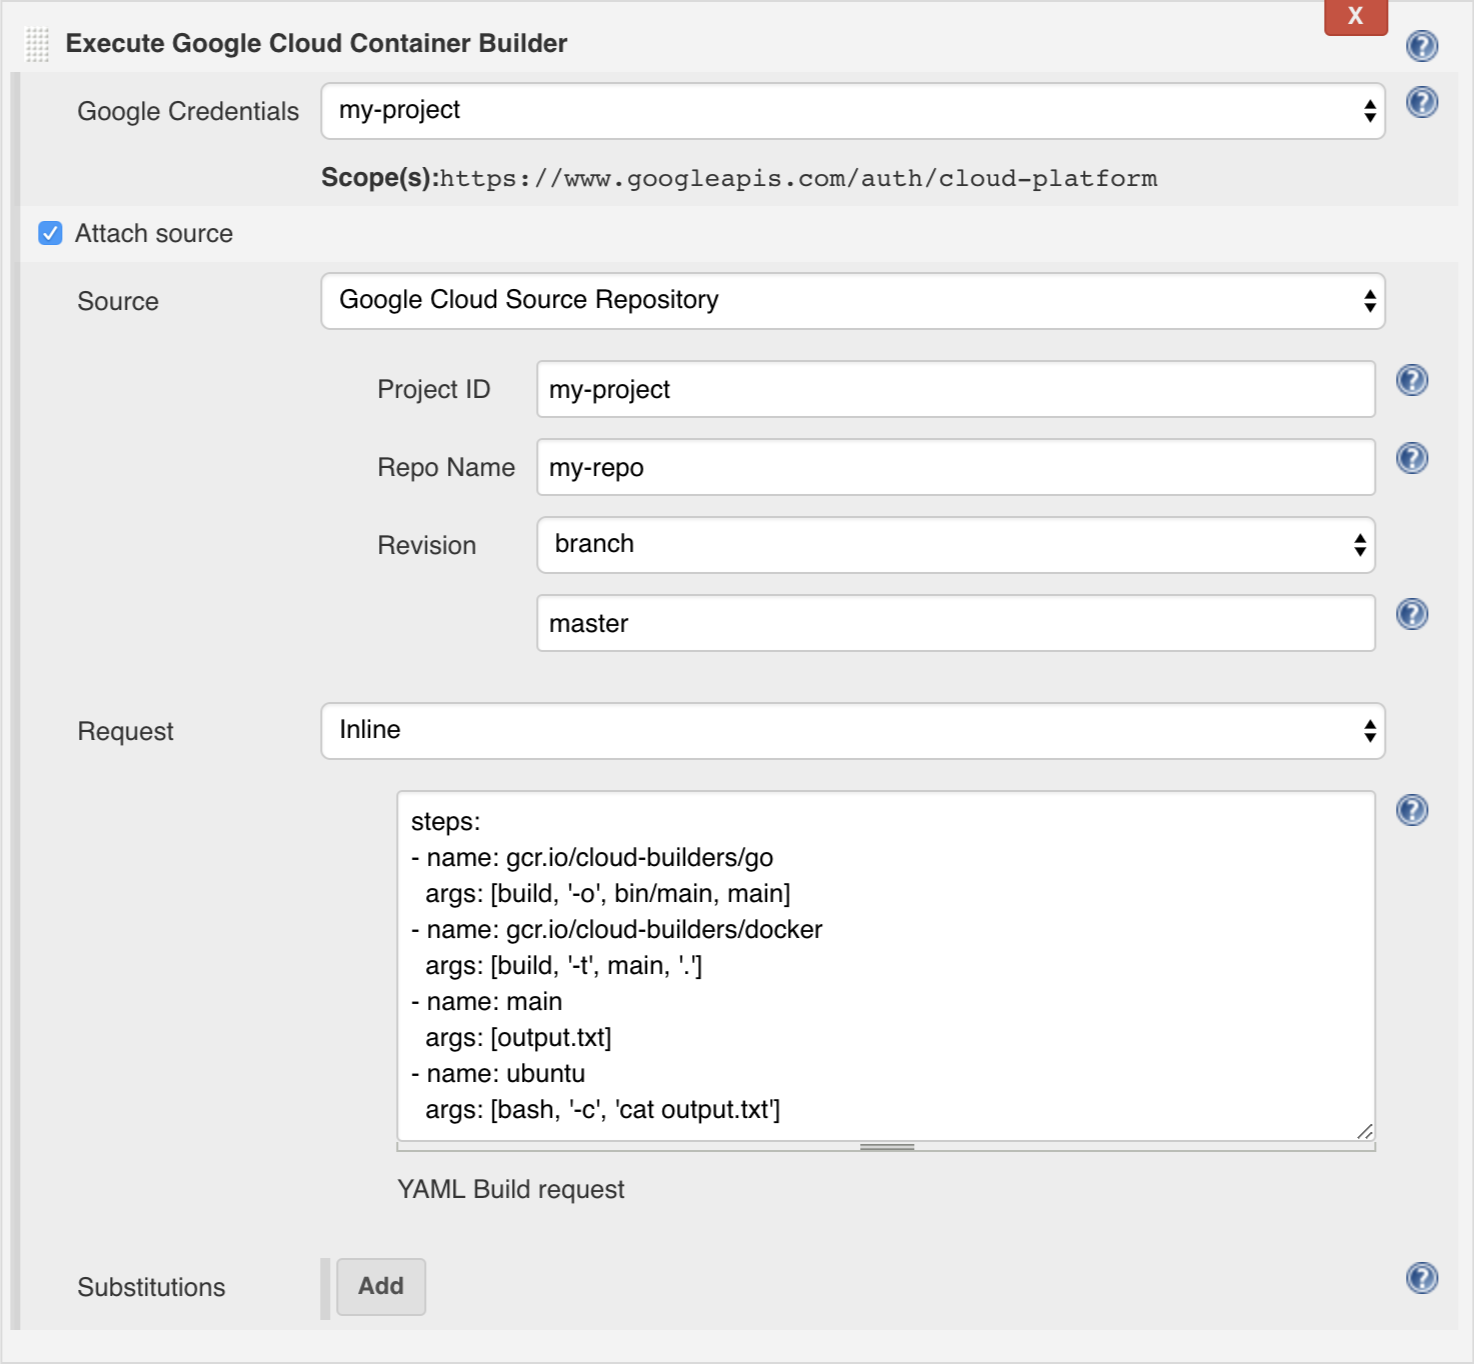 X
Execute Google Cloud Container Builder
Google Credentials my-project
Scope(s):https://www.googleapis.com/auth/cloud-platform
Attach source
Source Google Cloud Source Repository
Project ID my-project
Repo Name my-repo
Revision branch
master
Request Inline
steps:
- name: gcr.io/cloud-builders/go
  args: [build, '-o', bin/main, main]
- name: gcr.io/cloud-builders/docker
  args: [build, '-t', main, '.']
- name: main
  args: [output.txt]
- name: ubuntu
  args: [bash, '-c', 'cat output.txt']
YAML Build request
Substitutions Add